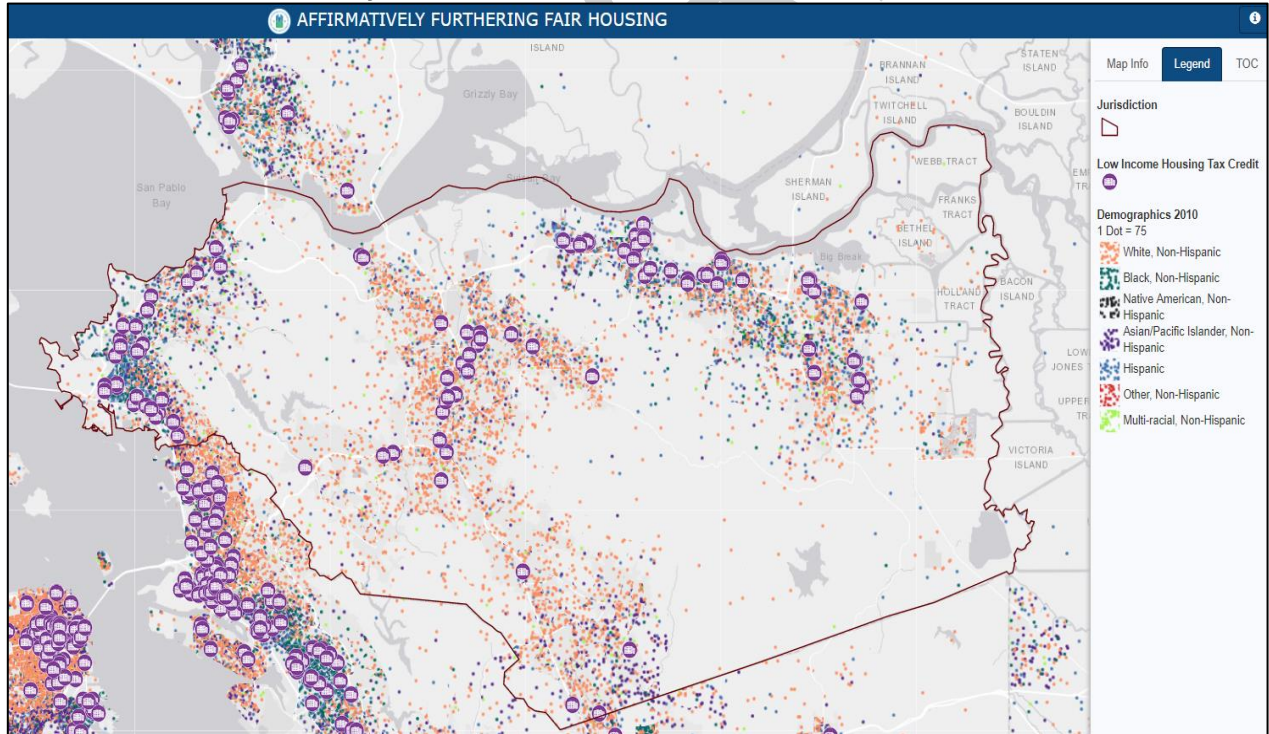 AFFIRMATIVELY FURTHERING FAIR HOUSING
ISLAND
Grizzly Bay
BRANNAN
ISLAND
STATEN
ISLAND
TWITCHELL
ISLAND
BOULDIN
ISLAND
WEBB TRACT
San Pablo
Bay
SHERMAN
ISLAND
FRANKS
TRACT
BETHEL
ISLAND
Big Break
HOLLAND
TRACT
BACON
ISLAND
VICTORIA
ISLAND
Map Info
Legend
TOC
Jurisdiction
Low Income Housing Tax Credit
Demographics 2010
1 Dot = 75
White, Non-Hispanic
Black, Non-Hispanic
Native American, Non-
Hispanic
Asian/Pacific Islander, Non-
Hispanic
Hispanic
Other, Non-Hispanic
Multi-racial, Non-Hispanic